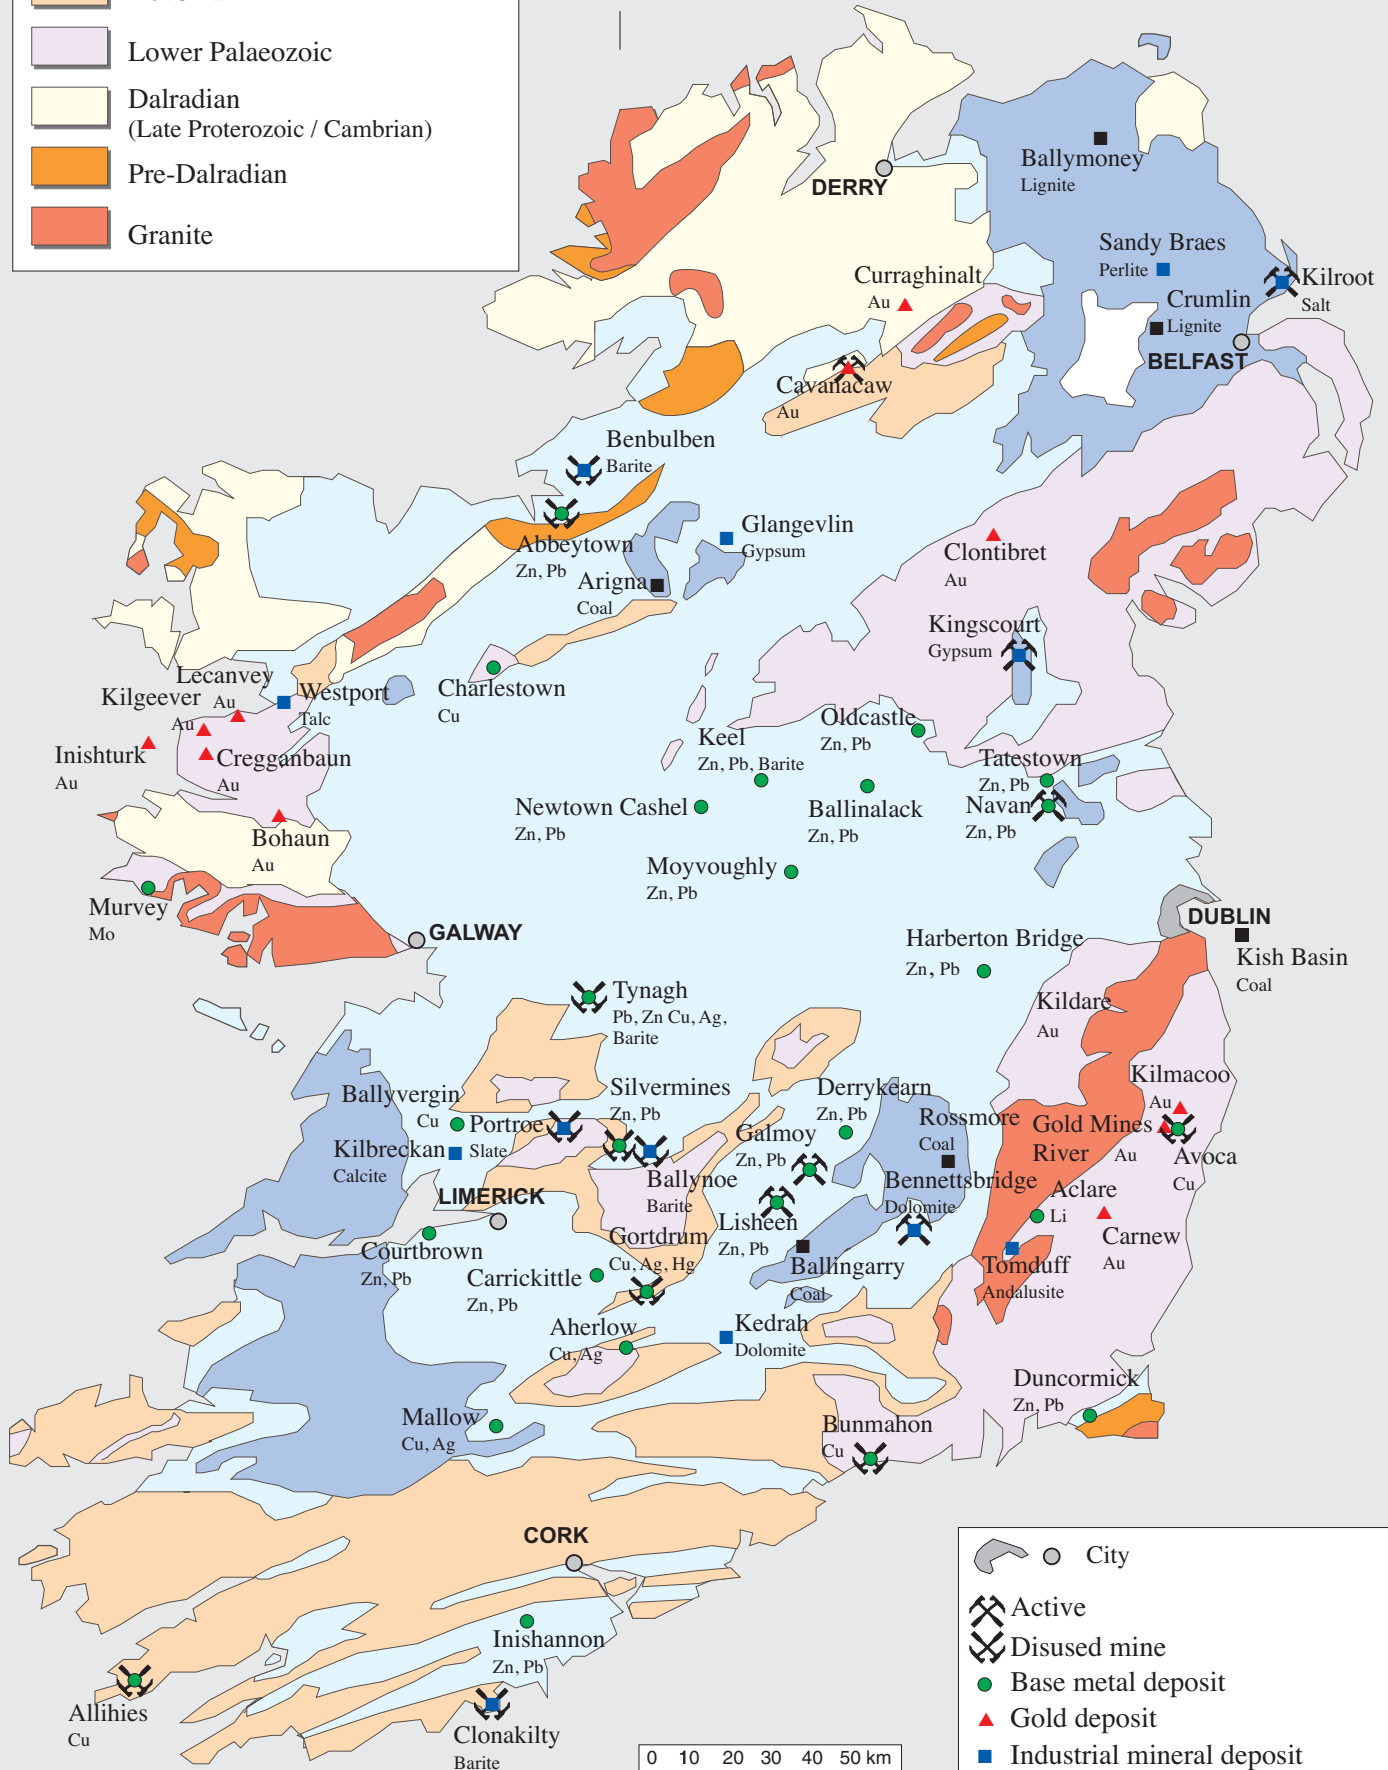 Lower Palaeozoic
Dalradian
(Late Proterozoic / Cambrian)
Pre-Dalradian
Granite
Ballymoney
Lignite
DERRY
Sandy Braes
Perlite
Curraghinalt
Au
Kilroot
Salt
Crumlin
Lignite
BELFAST
Cavanacaw
Au
Benbulben
Barite
Glangevlin
Gypsum
Abbeytown
Zn, Pb
Clontibret
Au
Arigna
Coal
Kingscourt
Gypsum
Lecanvey
Au
Kilgeever
Au
Westport
Talc
Charlestown
Cu
Inishturk
Au
Cregganbaun
Au
Oldcastle
Zn, Pb
Keel
Zn, Pb, Barite
Tatestown
Zn, Pb
Newtown Cashel
Zn, Pb
Ballinalack
Zn, Pb
Navan
Zn, Pb
Bohaun
Au
Moyvoughly
Zn, Pb
Murvey
Mo
GALWAY
DUBLIN
Harberton Bridge
Zn, Pb
Kish Basin
Coal
Tynagh
Pb, Zn Cu, Ag,
Barite
Kildare
Au
Kilmacoo
Au
Ballyvergin
Cu
Silvermines
Zn, Pb
Derrykearn
Zn, Pb
Portroe
Slate
Rossmore
Coal
Gold Mines
River
Au
Galmoy
Zn, Pb
Kilbreckan
Calcite
Avoca
Cu
Ballynoe
Barite
Bennettsbridge
Dolomite
Aclare
Li
LIMERICK
Lisheen
Zn, Pb
Gortdrum
Cu, Ag, Hg
Carnew
Au
Courtbrown
Zn, Pb
Carrickittle
Zn, Pb
Ballingarry
Coal
Tomduff
Andalusite
Aherlow
Cu, Ag
Kedrah
Dolomite
Duncormick
Zn, Pb
Mallow
Cu, Ag
Bunmahon
Cu
CORK
Inishannon
Zn, Pb
Allihies
Cu
Clonakilty
Barite
City
Active
Disused mine
Base metal deposit
Gold deposit
Industrial mineral deposit
0 10 20 30 40 50 km